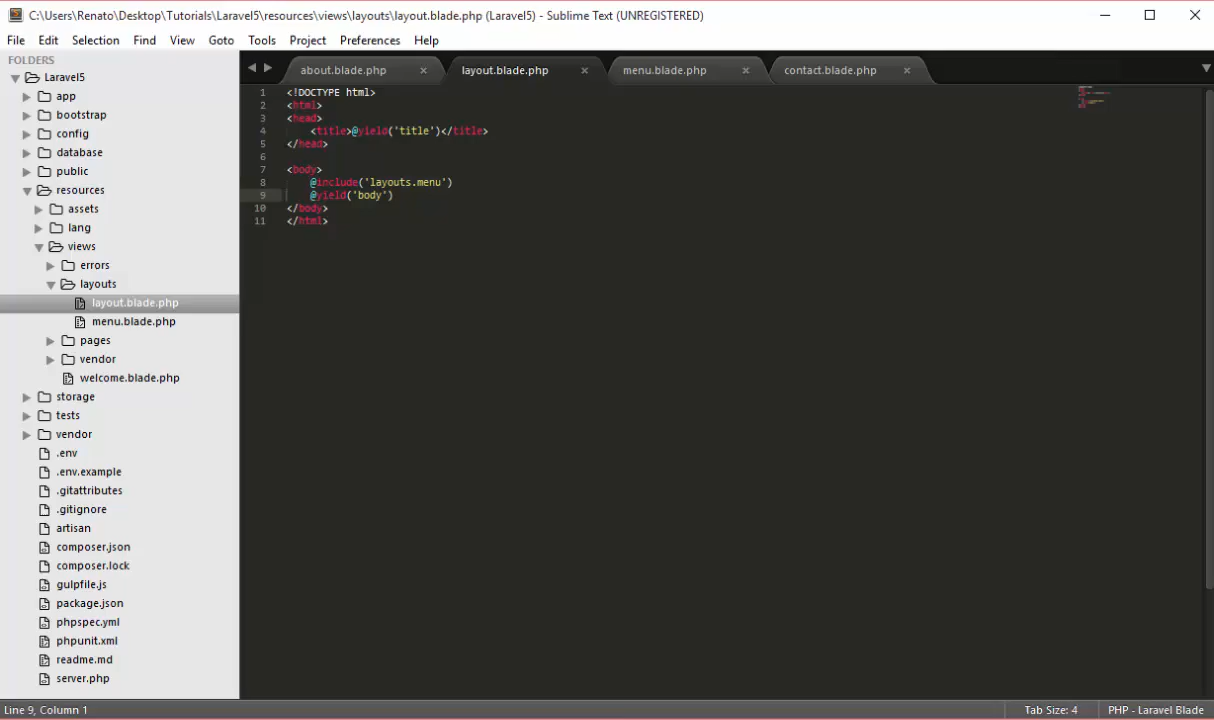 C:\Users\Renato\Desktop\Tutorials\Laravel5\resources\views\layouts\layout.blade.php (Laravel5) - Sublime Text (UNREGISTERED)
File Edit Selection Find View Goto Tools Project Preferences Help
FOLDERS
Laravel5
app
bootstrap
config
database
public
resources
assets
lang
views
errors
layouts
layout.blade.php
menu.blade.php
pages
vendor
welcome.blade.php
storage
tests
vendor
.env
.env.example
.gitattributes
.gitignore
artisan
composer.json
composer.lock
gulpfile.js
package.json
phpspec.yml
phpunit.xml
readme.md
server.php
about.blade.php × layout.blade.php × menu.blade.php × contact.blade.php ×
1 <!DOCTYPE html>
2 <html>
3 <head>
4     <title>@yield('title')</title>
5 </head>
6
7 <body>
8     @include('layouts.menu')
9     @yield('body')
10 </body>
11 </html>
Line 9, Column 1 Tab Size: 4 PHP - Laravel Blade